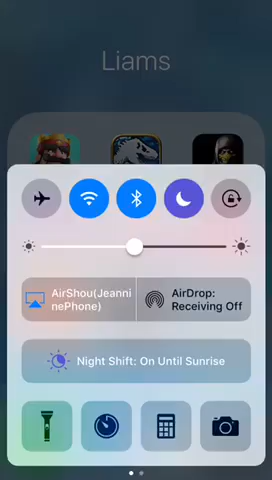 Liams
AirShou(Jeanni
nePhone)
AirDrop:
Receiving Off
Night Shift: On Until Sunrise